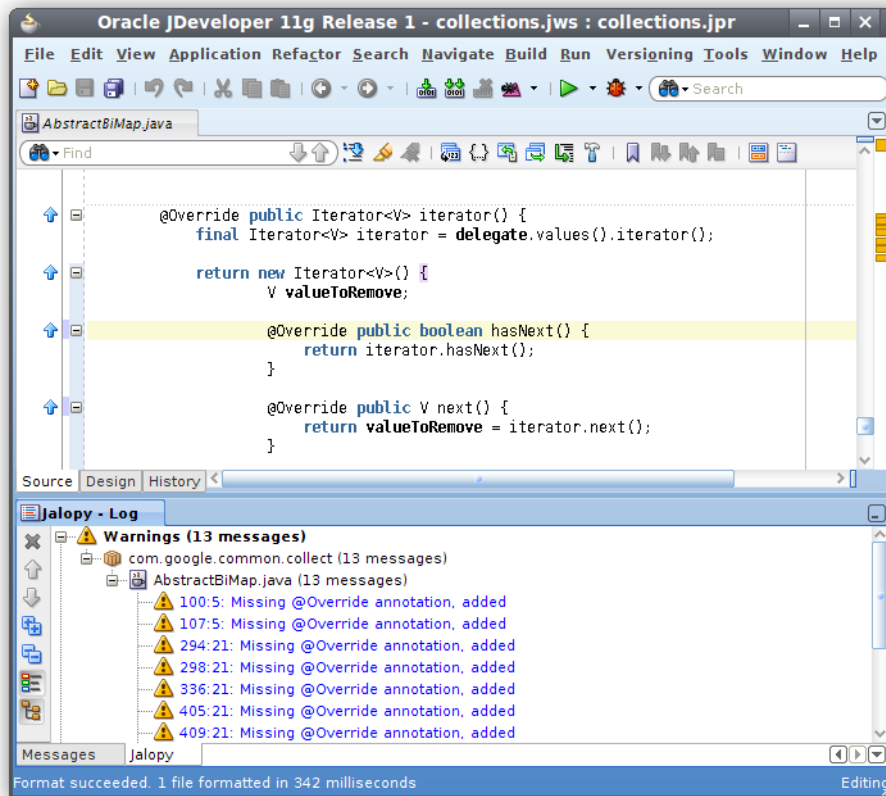 Oracle JDeveloper 11g Release 1 - collections.jws : collections.jpr
File Edit View Application Refactor Search Navigate Build Run Versioning Tools Window Help
Search
AbstractBiMap.java
Find
@Override public Iterator<V> iterator() {
final Iterator<V> iterator = delegate.values().iterator();
return new Iterator<V>() {
V valueToRemove;
@Override public boolean hasNext() {
return iterator.hasNext();
}
@Override public V next() {
return valueToRemove = iterator.next();
}
Source Design History
Jalopy - Log
Warnings (13 messages)
com.google.common.collect (13 messages)
AbstractBiMap.java (13 messages)
100:5: Missing @Override annotation, added
107:5: Missing @Override annotation, added
294:21: Missing @Override annotation, added
298:21: Missing @Override annotation, added
336:21: Missing @Override annotation, added
405:21: Missing @Override annotation, added
409:21: Missing @Override annotation, added
Messages Jalopy
Format succeeded. 1 file formatted in 342 milliseconds Editing